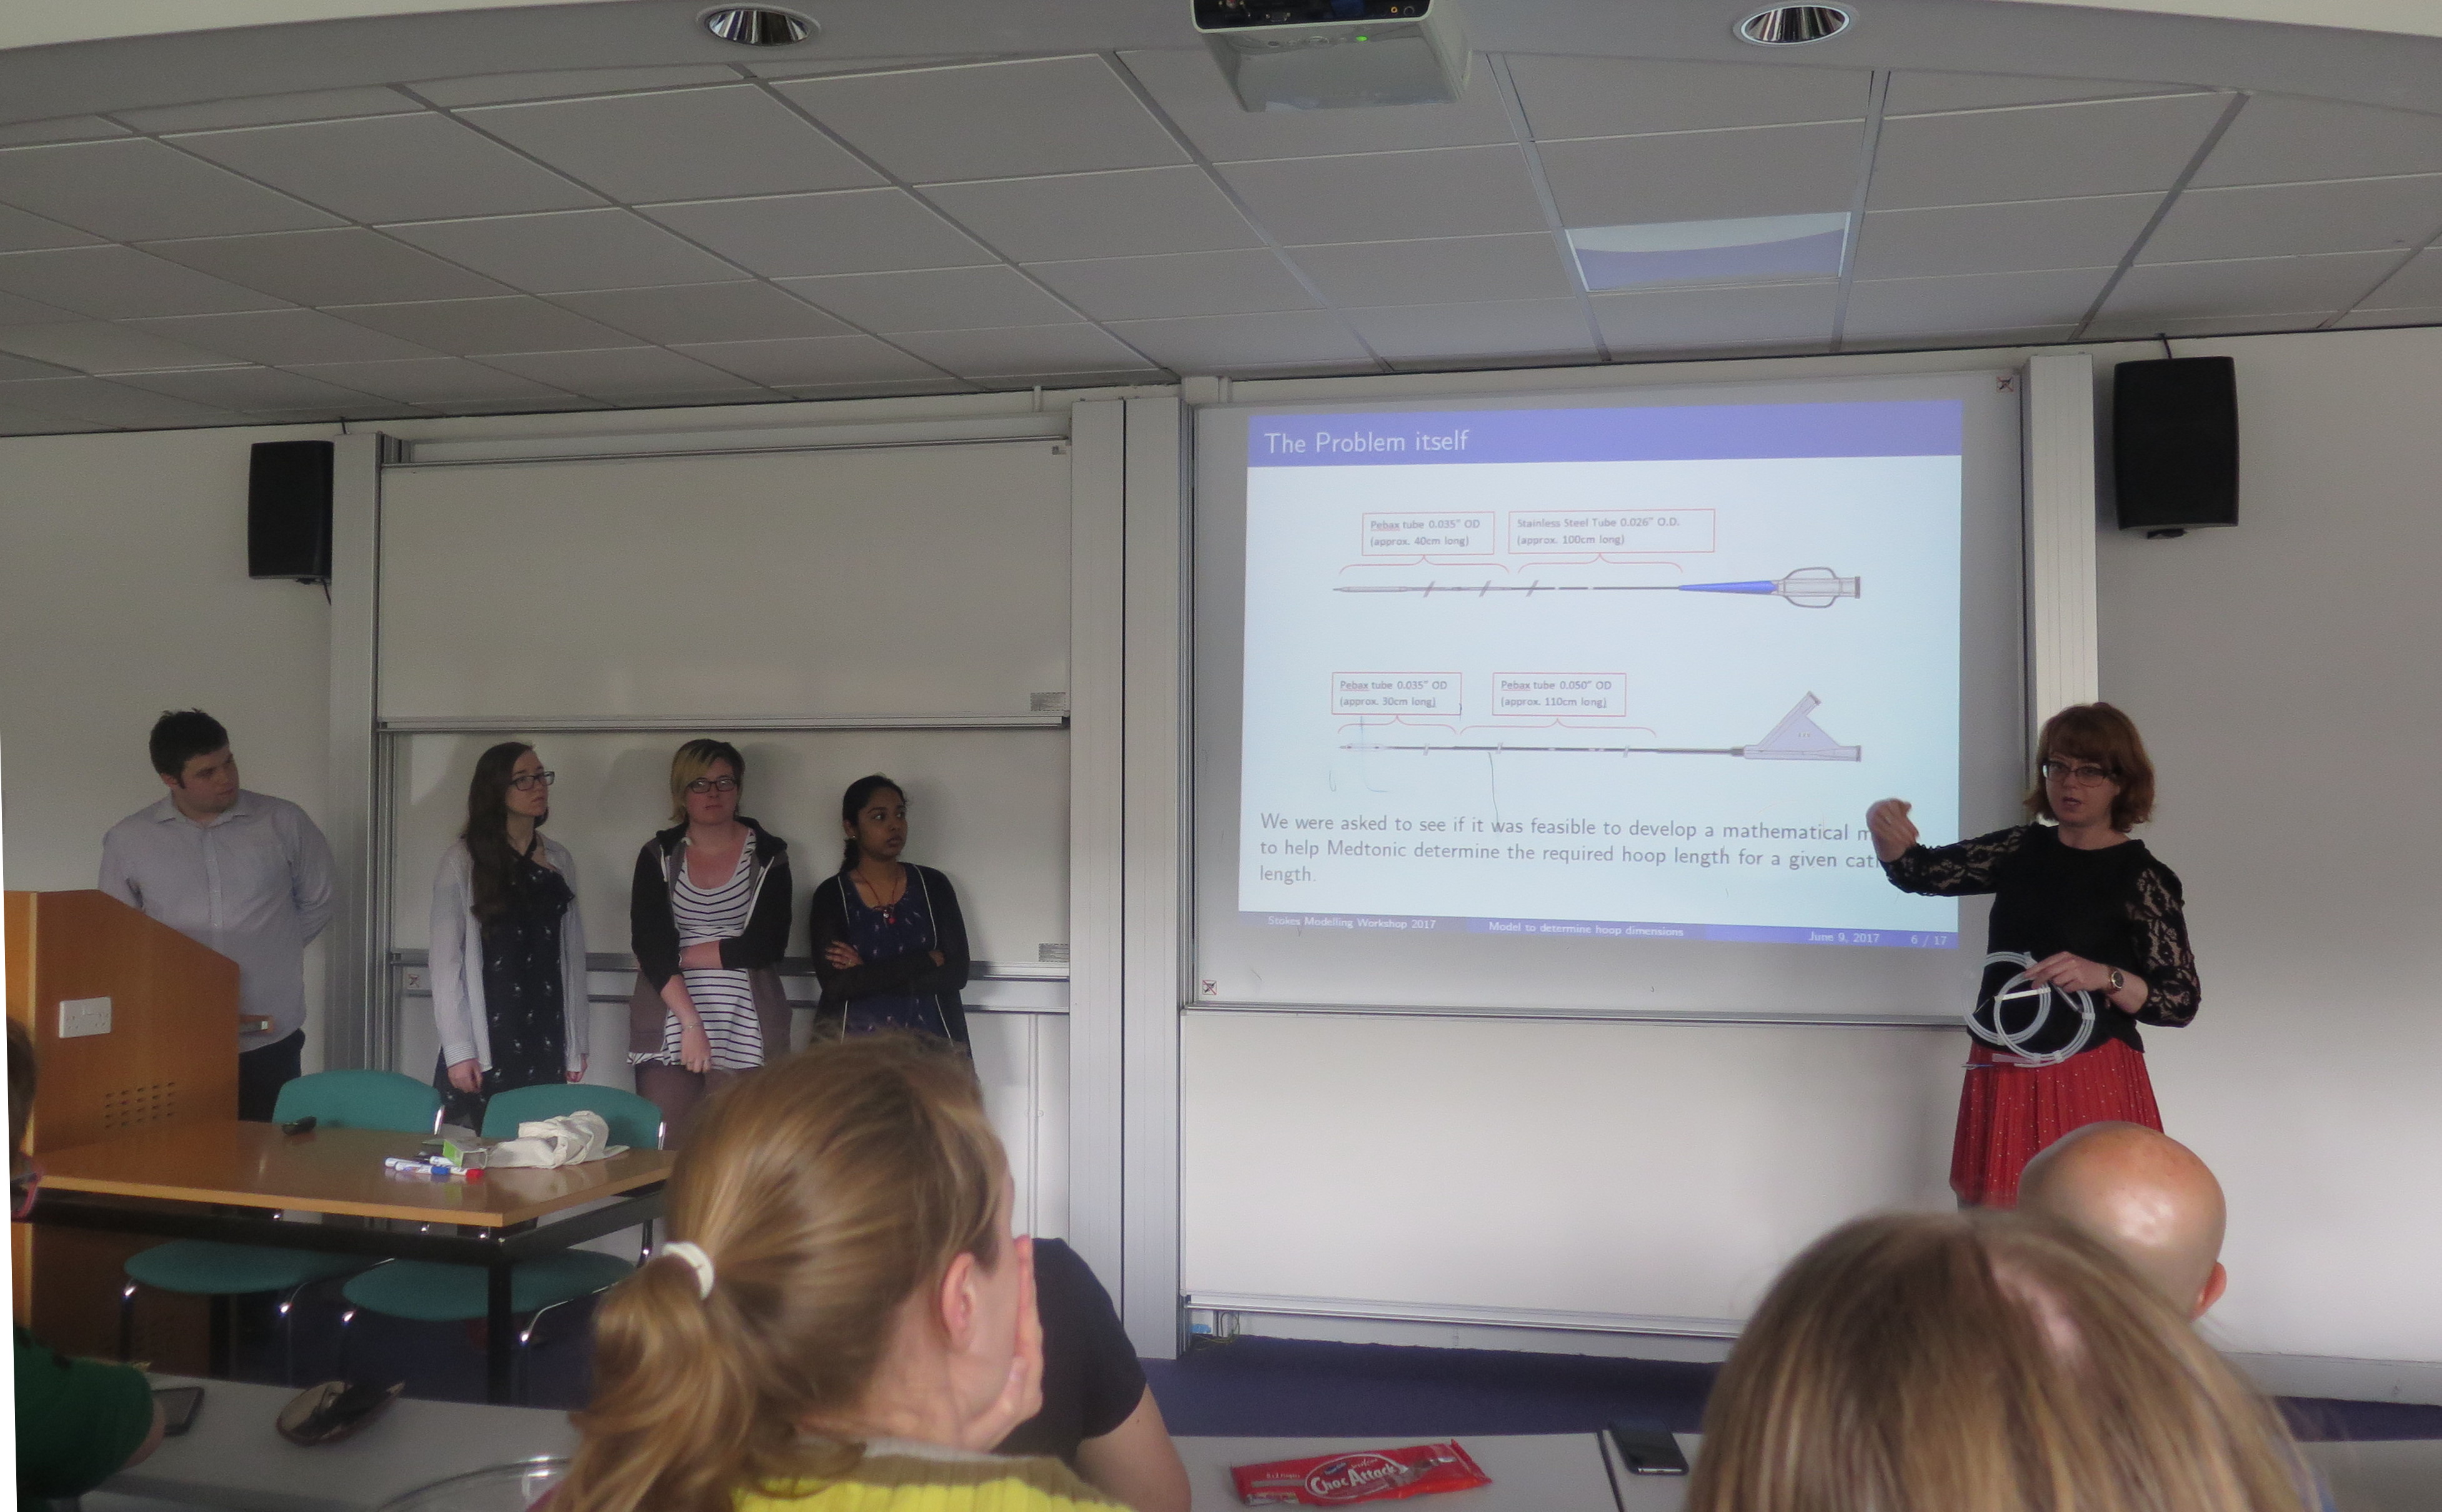 The Problem itself
Pebax tube 0.035" OD
(approx. 40cm long)
Stainless Steel Tube 0.026" O.D.
(approx. 100cm long)
Pebax tube 0.035" OD
(approx. 30cm long)
Pebax tube 0.050" OD
(approx. 110cm long)
We were asked to see if it was feasible to develop a mathematical m
to help Medtonic determine the required hoop length for a given cat
length.
Stokes Modelling Workshop 2017
Model to determine hoop dimensions
June 9, 2017
6 / 17
Choc Attack